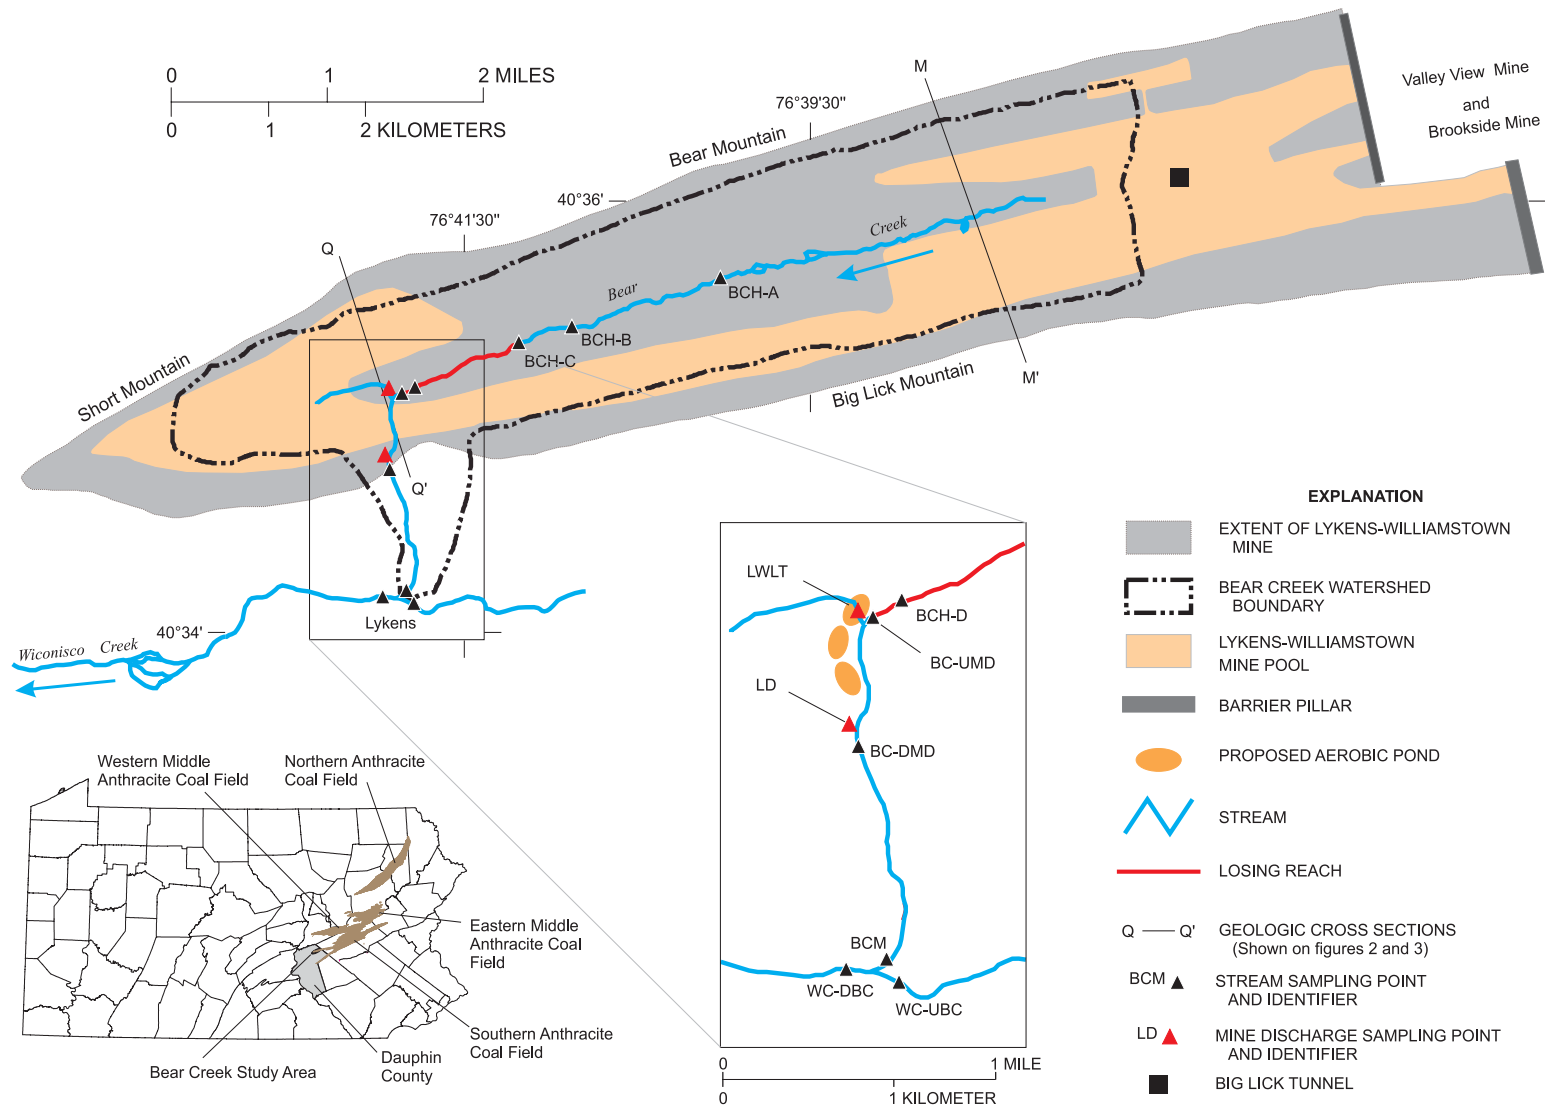 0 1 2 MILES
0 1 2 KILOMETERS
M
Valley View Mine
and
Brookside Mine
76°39'30"
Bear Mountain
40°36'
76°41'30"
Q
Creek
Bear
BCH-A
BCH-B
BCH-C
M'
Big Lick Mountain
Short Mountain
Q'
Lykens
40°34'
Wiconisco Creek
LWLT
BCH-D
BC-UMD
LD
BC-DMD
BCM
WC-DBC
WC-UBC
0 1 MILE
0 1 KILOMETER
Western Middle
Anthracite Coal Field
Northern Anthracite
Coal Field
Eastern Middle
Anthracite Coal
Field
Southern Anthracite
Coal Field
Dauphin
County
Bear Creek Study Area
EXPLANATION
EXTENT OF LYKENS-WILLIAMSTOWN
MINE
BEAR CREEK WATERSHED
BOUNDARY
LYKENS-WILLIAMSTOWN
MINE POOL
BARRIER PILLAR
PROPOSED AEROBIC POND
STREAM
LOSING REACH
Q Q' GEOLOGIC CROSS SECTIONS
(Shown on figures 2 and 3)
BCM STREAM SAMPLING POINT
AND IDENTIFIER
LD MINE DISCHARGE SAMPLING POINT
AND IDENTIFIER
BIG LICK TUNNEL